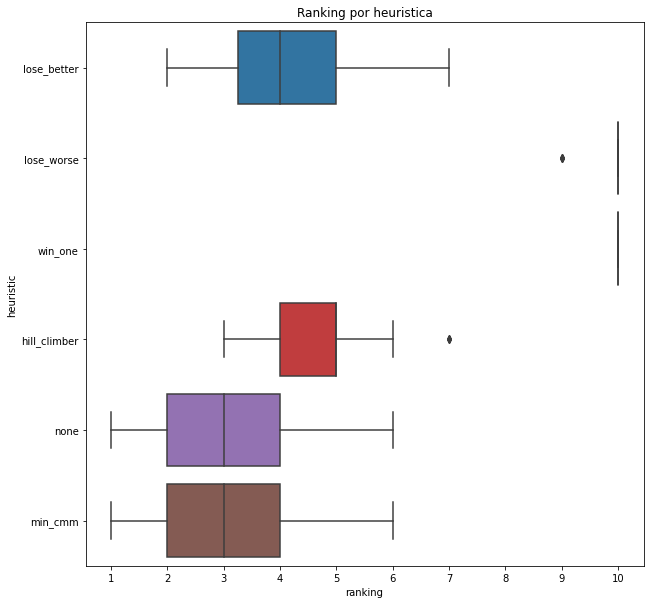 Ranking por heuristica
heuristic
lose_better
lose_worse
win_one
hill_climber
none
min_cmm
1 2 3 4 5 6 7 8 9 10
ranking